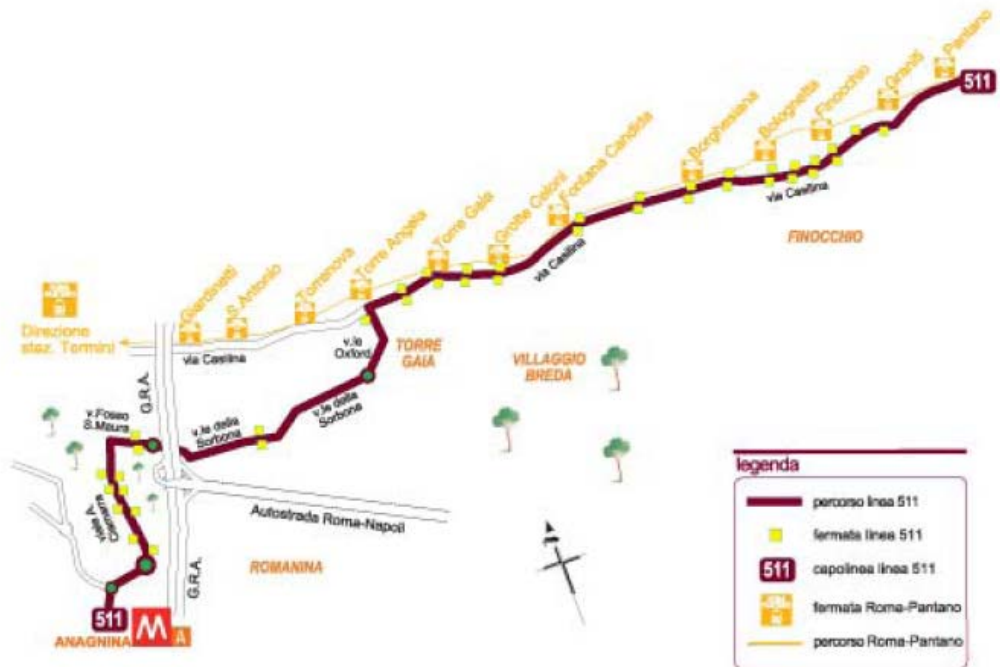 Pantano
511
Graniti
Finocchio
Bolognetta
Borghesiana
Fontana Candida
Grotte Celoni
Torre Gaia
Torre Angela
Torrenova
S.Antonio
Giardinetti
via Casilina
FINOCCHIO
via Casilina
Direzione
staz. Termini
via Casilina
v.le
Oxford
TORRE
GAIA
VILLAGGIO
BREDA
G.R.A.
v.Fosso
S.Maura
v.le della
Sorbona
v.le della
Sorbona
viale A.
Ciamarra
Autostrada Roma-Napoli
ROMANINA
G.R.A.
511
M
A
ANAGNINA
legenda
percorso linea 511
fermata linea 511
511
capolinea linea 511
fermata Roma-Pantano
percorso Roma-Pantano